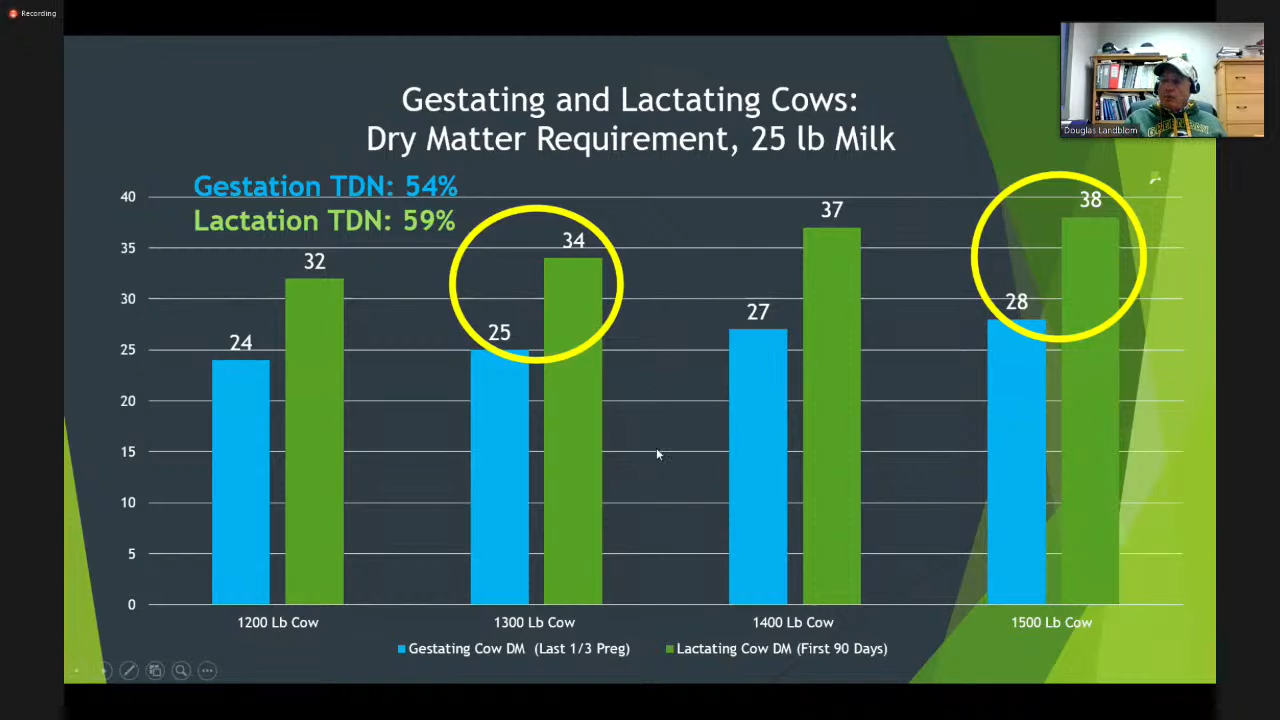 Recording
Douglas Landblom
Gestating and Lactating Cows:
Dry Matter Requirement, 25 lb Milk
Gestation TDN: 54%
Lactation TDN: 59%
40
35
30
25
20
15
10
5
0
24
32
25
34
27
37
28
38
1200 Lb Cow
1300 Lb Cow
1400 Lb Cow
1500 Lb Cow
Gestating Cow DM (Last 1/3 Preg)
Lactating Cow DM (First 90 Days)